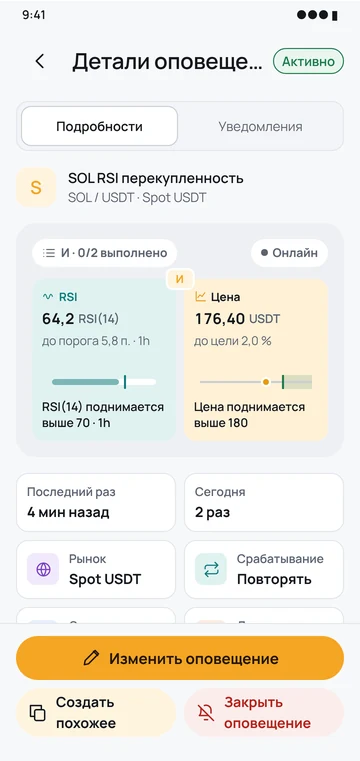 9:41
Детали оповеще...
Активно
Подробности
Уведомления
S
SOL RSI перекупленность
SOL / USDT · Spot USDT
И · 0/2 выполнено
Онлайн
И
RSI
64,2 RSI(14)
до порога 5,8 п. · 1h
RSI(14) поднимается
выше 70 · 1h
Цена
176,40 USDT
до цели 2,0 %
Цена поднимается
выше 180
Последний раз
4 мин назад
Сегодня
2 раз
Рынок
Spot USDT
Срабатывание
Повторять
Изменить оповещение
Создать
похожее
Закрыть
оповещение